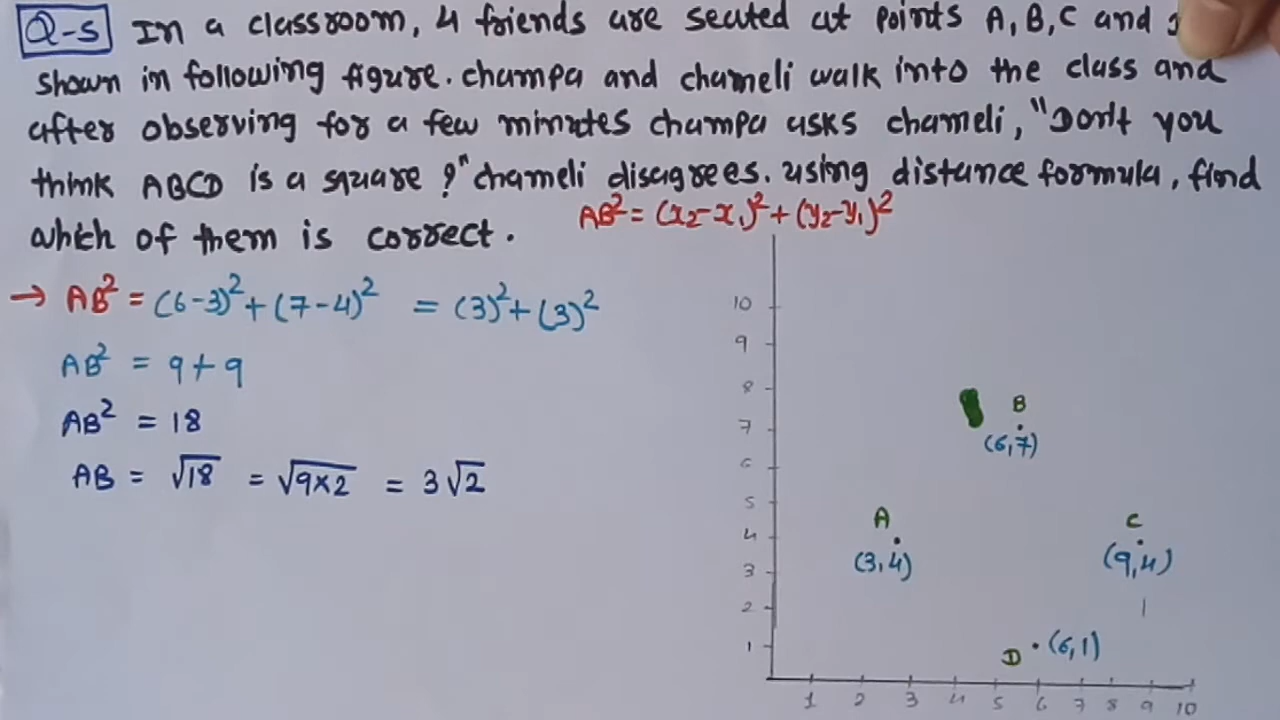 Q-5 In a classroom, 4 friends are seated at points A, B, C and
shown in following figure. champa and chameli walk into the class and
after observing for a few minutes champa asks chameli, "Don't you
think ABCD is a square ?" chameli disagrees. using distance formula, find
which of them is correct.
AB² = (x₂-x₁)² + (y₂-y₁)²
→ AB² = (6-3)² + (7-4)² = (3)² + (3)²
AB² = 9 + 9
AB² = 18
AB = √18 = √9×2 = 3√2
10
9
8
B
7
(6,7)
6
5
A
C
4
(3,4)
(9,4)
3
2
1
D (6,1)
1 2 3 4 5 6 7 8 9 10